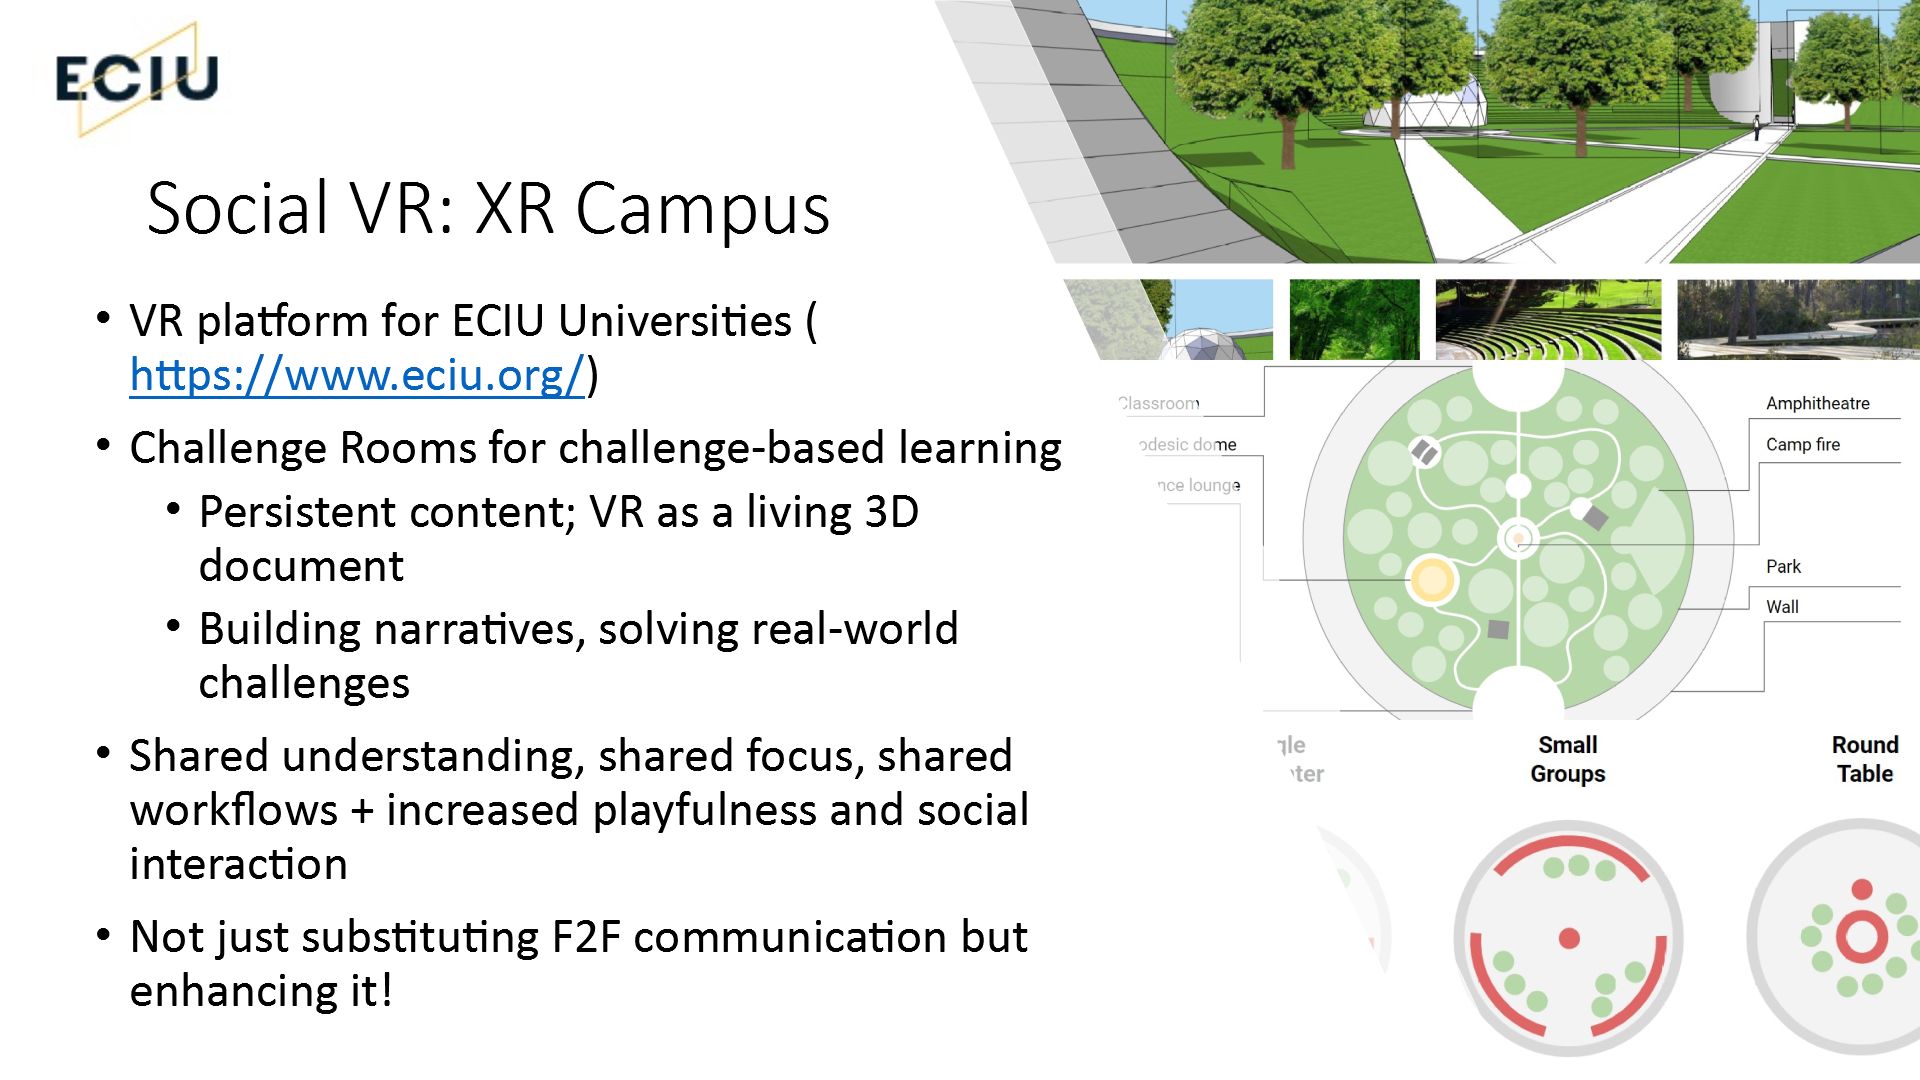 ECIU
Social VR: XR Campus
• VR platform for ECIU Universities (
https://www.eciu.org/)
• Challenge Rooms for challenge-based learning
• Persistent content; VR as a living 3D
document
• Building narratives, solving real-world
challenges
• Shared understanding, shared focus, shared
workflows + increased playfulness and social
interaction
• Not just substituting F2F communication but
enhancing it!
Classroom
odesic dome
nce lounge
Amphitheatre
Camp fire
Park
Wall
Small
Groups
Round
Table